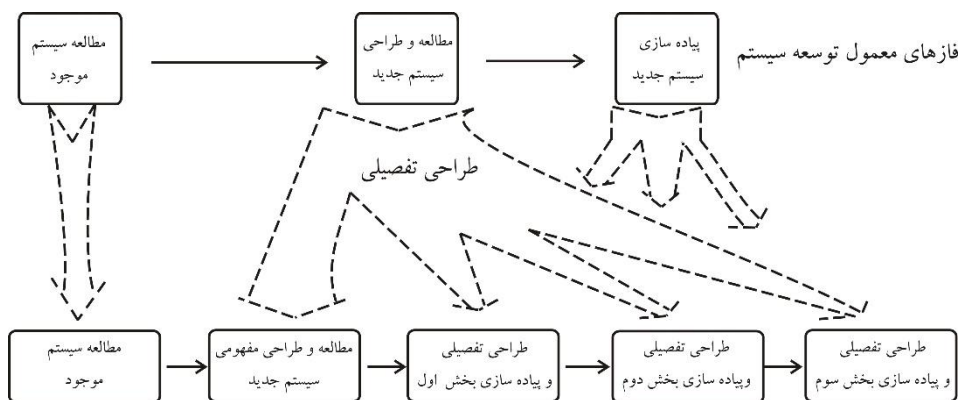 مطالعه سیستم
موجود
مطالعه و طراحی
سیستم جدید
پیاده سازی
سیستم جدید
فازهای معمول توسعه سیستم
طراحی تفصیلی
مطالعه سیستم
موجود
مطالعه و طراحی مفهومی
سیستم جدید
طراحی تفصیلی
و پیاده سازی بخش اول
طراحی تفصیلی
وپیاده سازی بخش دوم
طراحی تفصیلی
و پیاده سازی بخش سوم